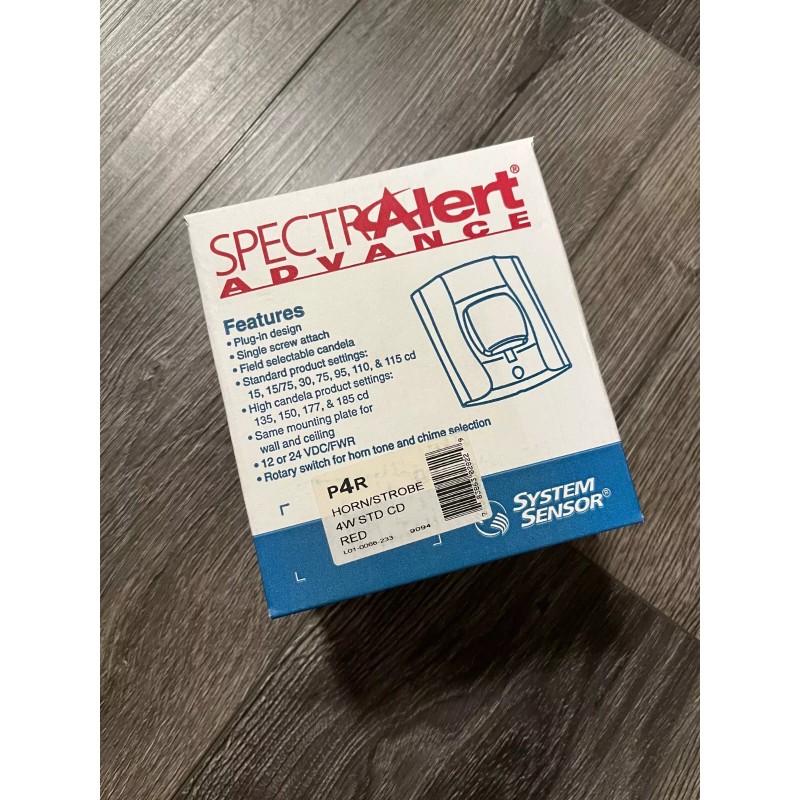 SPECTRAlert®
ADVANCE
Features
• Plug-in design
• Single screw attach
• Field selectable candela
• Standard product settings:
15, 15/75, 30, 75, 95, 110, & 115 cd
• High candela product settings:
135, 150, 177, & 185 cd
• Same mounting plate for
wall and ceiling
• 12 or 24 VDC/FWR
• Rotary switch for horn tone and chime selection
P4R
HORN/STROBE
4W STD CD
RED
L01-0066-233 9094
SYSTEM
SENSOR®